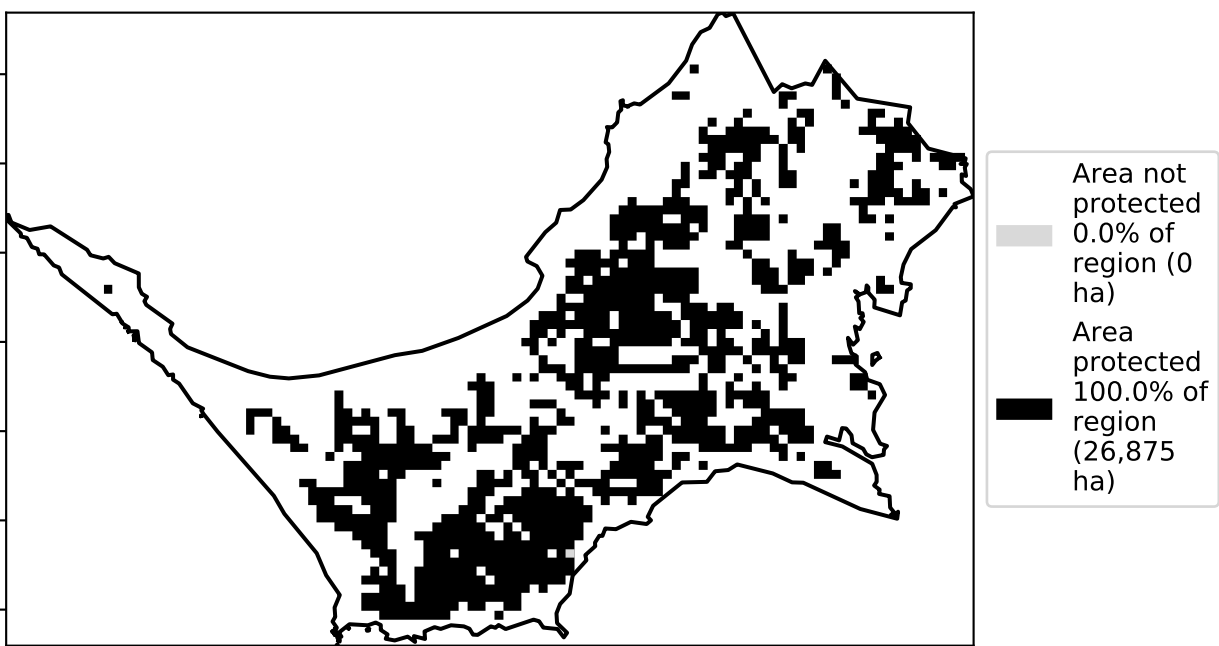 Area not
protected
0.0% of
region (0
ha)
Area
protected
100.0% of
region
(26,875
ha)